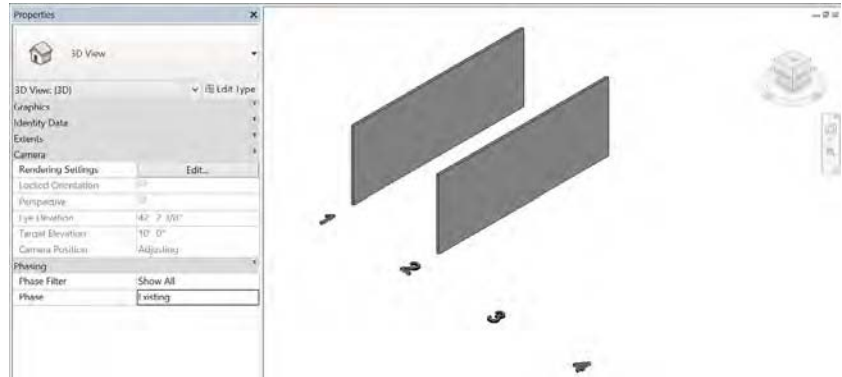 Properties
3D View
3D View: {3D}
Edit Type
Graphics
Identity Data
Extents
Camera
Rendering Settings
Edit...
Locked Orientation
Perspective
Eye Elevation
42' 2 3/8"
Target Elevation
10' 0"
Camera Position
Adjusting
Phasing
Phase Filter
Show All
Phase
Existing
1
2
3
4